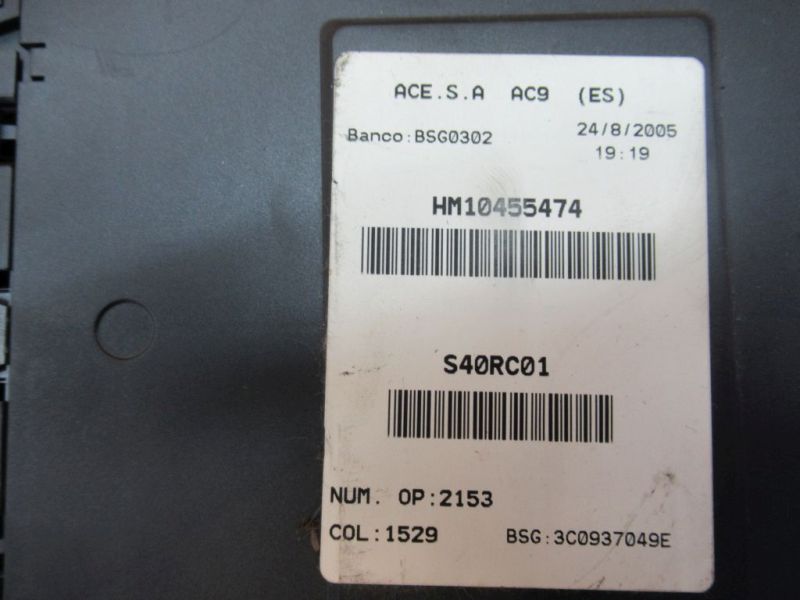 ACE.S.A AC9 (ES)
Banco:BSG0302 24/8/2005
19:19
HM10455474
S40RC01
NUM. OP:2153
COL:1529 BSG:3C0937049E